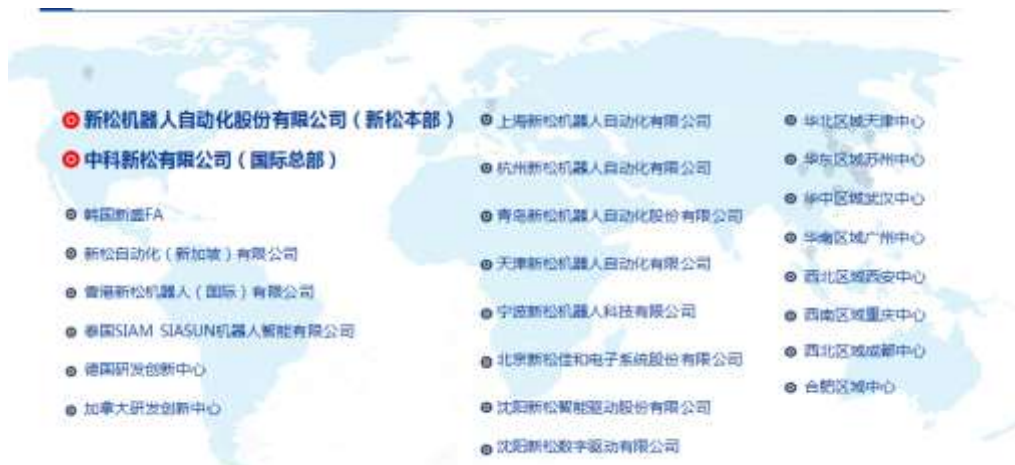 新松机器人自动化股份有限公司（新松本部）
中科新松有限公司（国际总部）
韩国新盛FA
新松自动化（新加坡）有限公司
香港新松机器人（国际）有限公司
泰国SIAM SIASUN机器人智能有限公司
德国研发创新中心
加拿大研发创新中心
上海新松机器人自动化有限公司
杭州新松机器人自动化有限公司
青岛新松机器人自动化股份有限公司
天津新松机器人自动化有限公司
宁波新松机器人科技有限公司
北京新松佳和电子系统股份有限公司
沈阳新松智能驱动股份有限公司
沈阳新松数字驱动有限公司
华北区域天津中心
华东区域苏州中心
华中区域武汉中心
华南区域广州中心
西北区域西安中心
西南区域重庆中心
西北区域成都中心
合肥区域中心